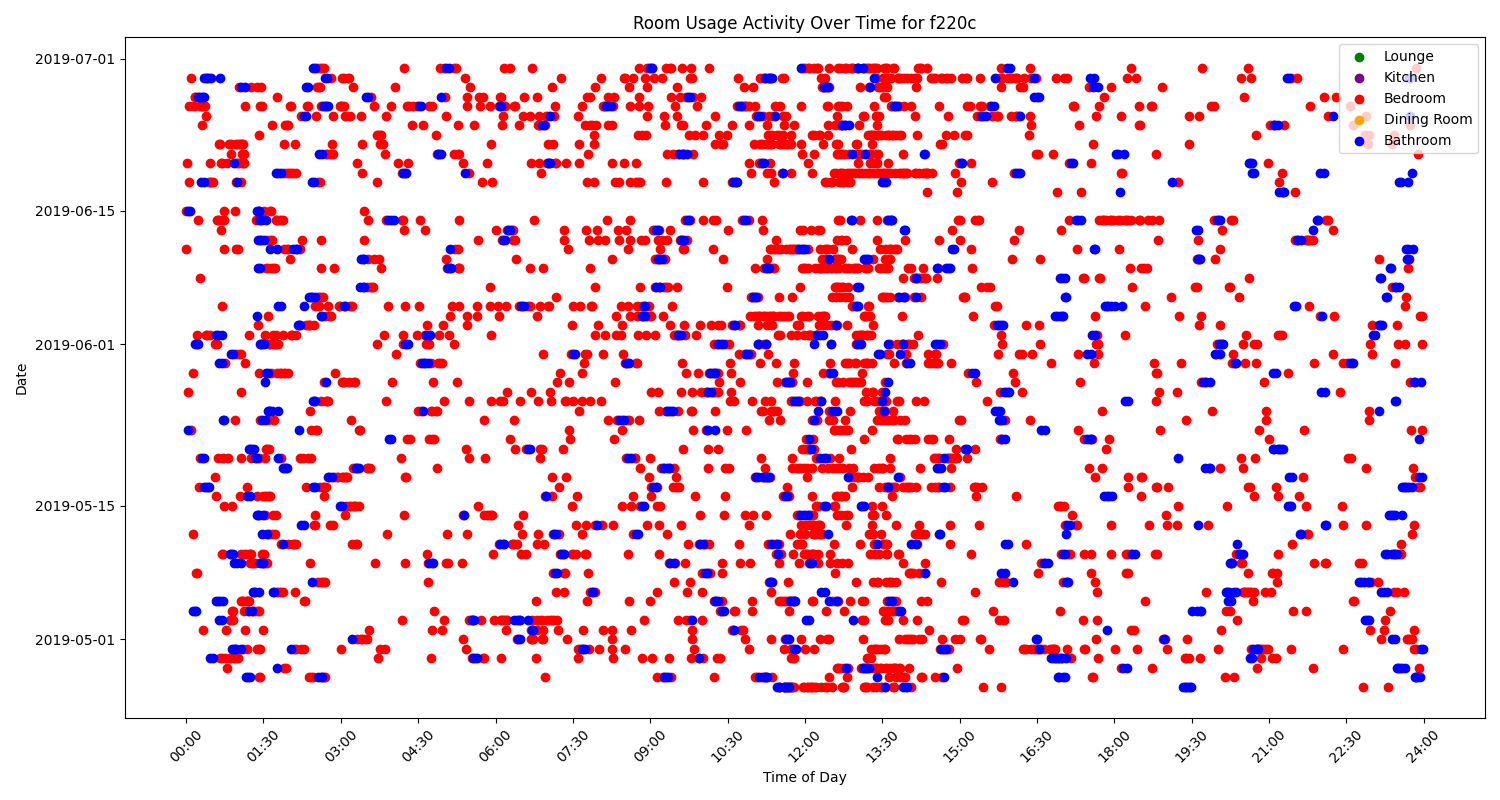 Room Usage Activity Over Time for f220c
2019-07-01
2019-06-15
2019-06-01
2019-05-15
2019-05-01
Date
Lounge
Kitchen
Bedroom
Dining Room
Bathroom
00:00
01:30
03:00
04:30
06:00
07:30
09:00
10:30
12:00
13:30
15:00
16:30
18:00
19:30
21:00
22:30
24:00
Time of Day